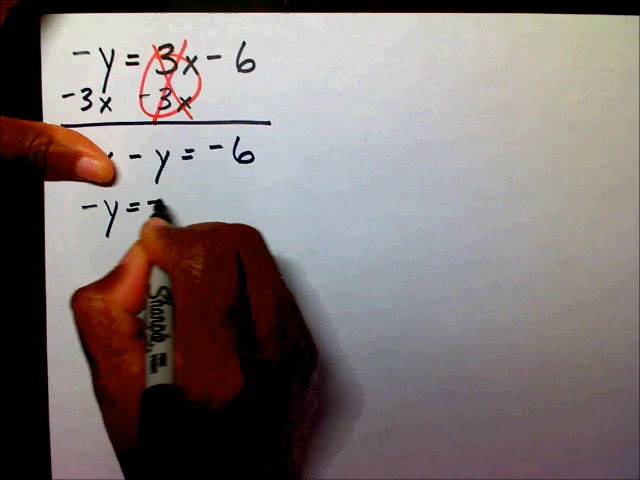 -y = 3x - 6
-3x -3x
- y = -6
-y = -
Sharpie